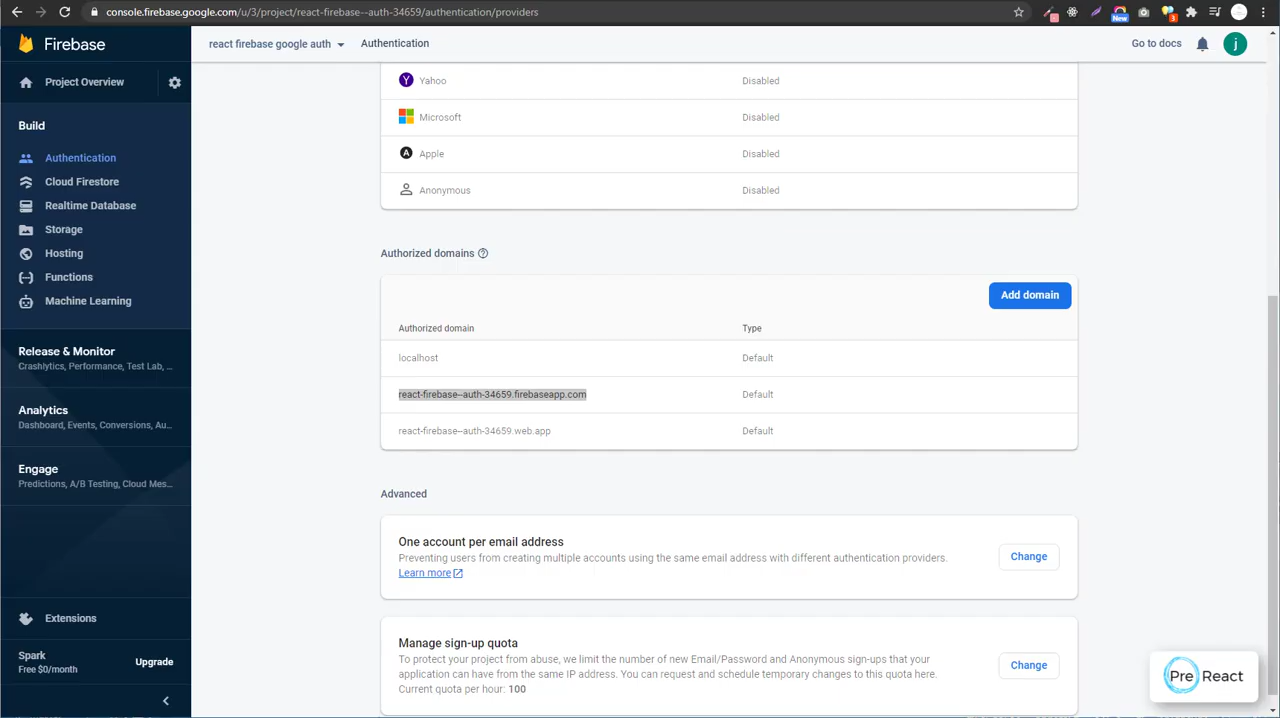 console.firebase.google.com/u/3/project/react-firebase--auth-34659/authentication/providers
New
3
Firebase
react firebase google auth
Authentication
Go to docs
j
Project Overview
Build
Authentication
Cloud Firestore
Realtime Database
Storage
Hosting
Functions
Machine Learning
Release & Monitor
Crashlytics, Performance, Test Lab, ...
Analytics
Dashboard, Events, Conversions, Au...
Engage
Predictions, A/B Testing, Cloud Mes...
Extensions
Spark
Free $0/month
Upgrade
Yahoo Disabled
Microsoft Disabled
Apple Disabled
Anonymous Disabled
Authorized domains
Add domain
Authorized domain Type
localhost Default
react-firebase--auth-34659.firebaseapp.com Default
react-firebase--auth-34659.web.app Default
Advanced
One account per email address
Preventing users from creating multiple accounts using the same email address with different authentication providers.
Learn more
Change
Manage sign-up quota
To protect your project from abuse, we limit the number of new Email/Password and Anonymous sign-ups that your
application can have from the same IP address. You can request and schedule temporary changes to this quota here.
Current quota per hour: 100
Change
Pre React